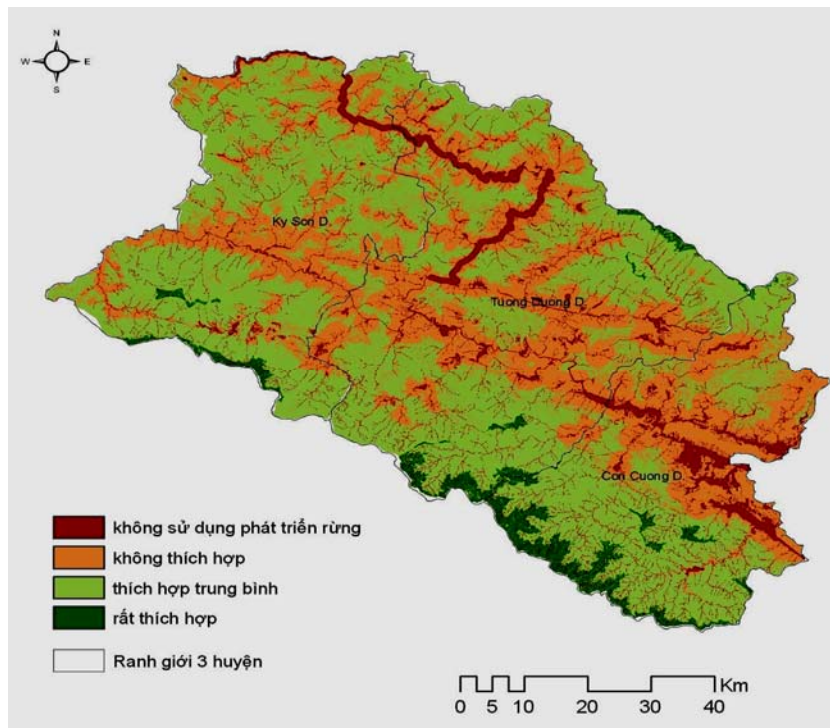 N
W E
S
Ky Son D.
Tuong Duong D.
Con Cuong D.
không sử dụng phát triển rừng
không thích hợp
thích hợp trung bình
rất thích hợp
Ranh giới 3 huyện
Km
0 5 10 20 30 40